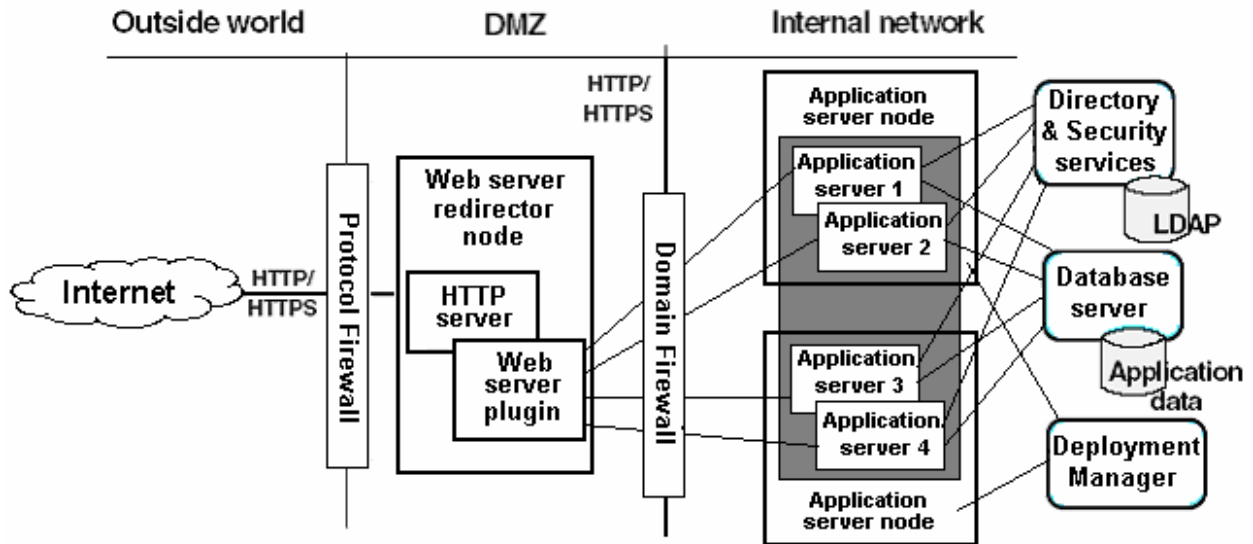 Outside world
DMZ
Internal network
HTTP/
HTTPS
Internet
HTTP/
HTTPS
Protocol Firewall
Web server
redirector
node
HTTP
server
Web
server
plugin
Domain Firewall
Application
server node
Application
server 1
Application
server 2
Application
server 3
Application
server 4
Application
server node
Directory
& Security
services
LDAP
Database
server
Application
data
Deployment
Manager